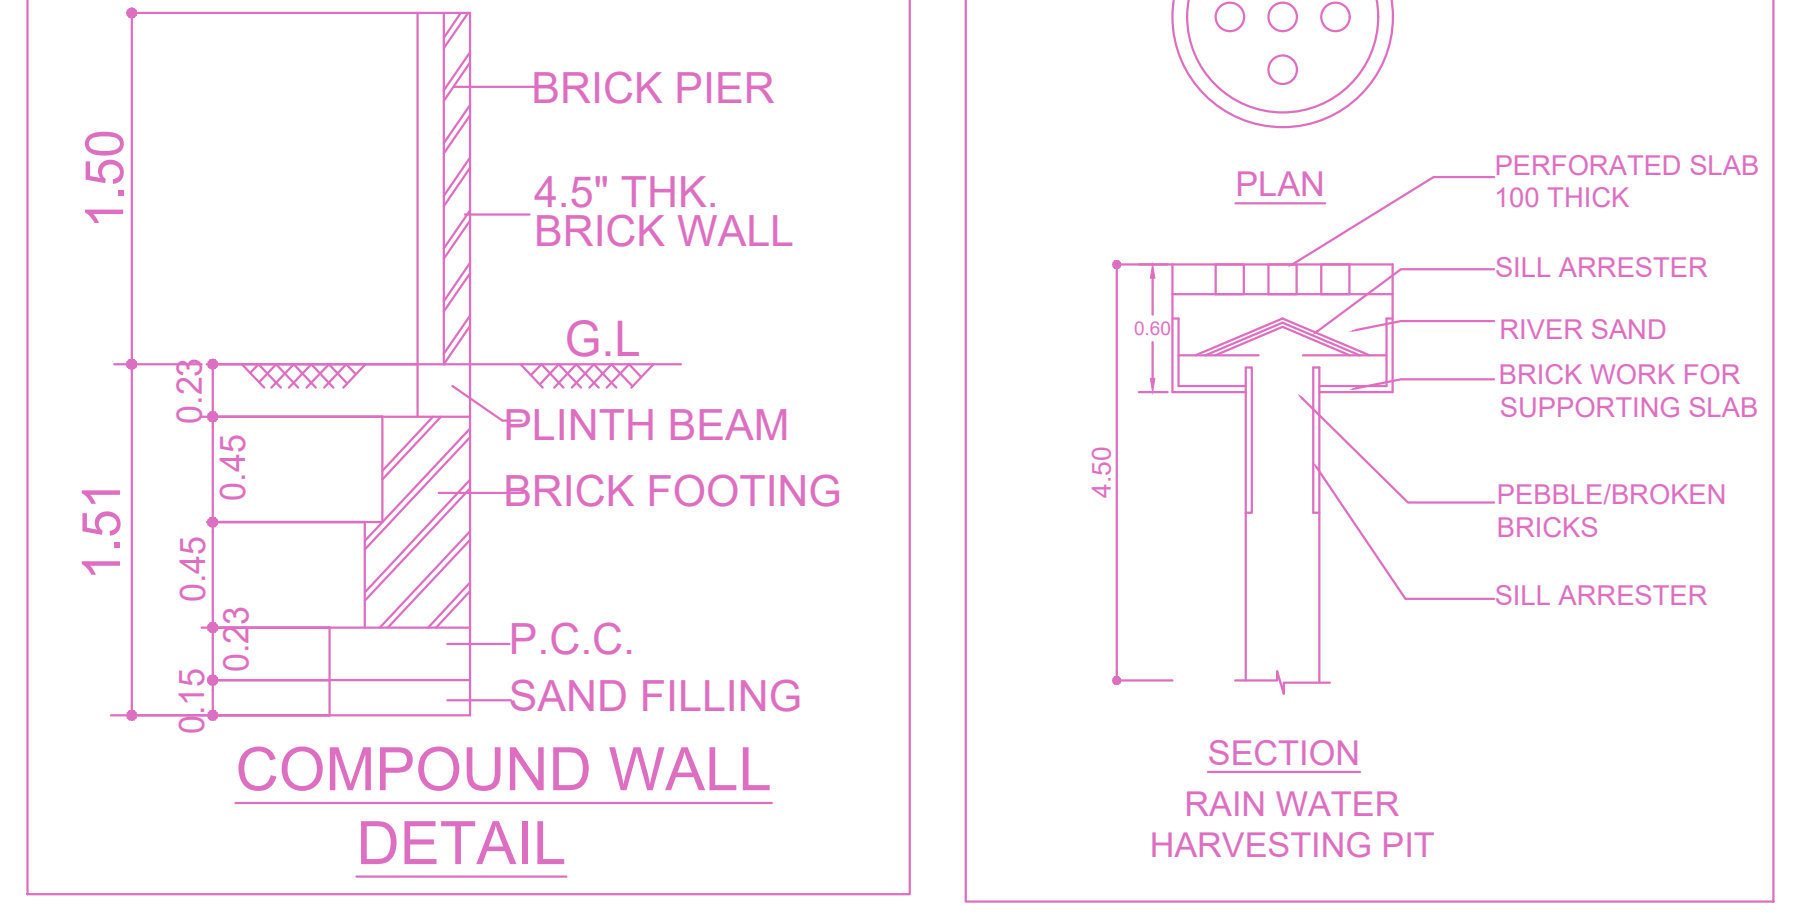 BRICK PIER
1.50
4.5" THK.
BRICK WALL
G.L
0.23
PLINTH BEAM
0.45
BRICK FOOTING
1.51
0.45
0.23
P.C.C.
0.15
SAND FILLING
COMPOUND WALL
DETAIL
PLAN
PERFORATED SLAB
100 THICK
SILL ARRESTER
0.60
RIVER SAND
BRICK WORK FOR
SUPPORTING SLAB
4.50
PEBBLE/BROKEN
BRICKS
SILL ARRESTER
SECTION
RAIN WATER
HARVESTING PIT